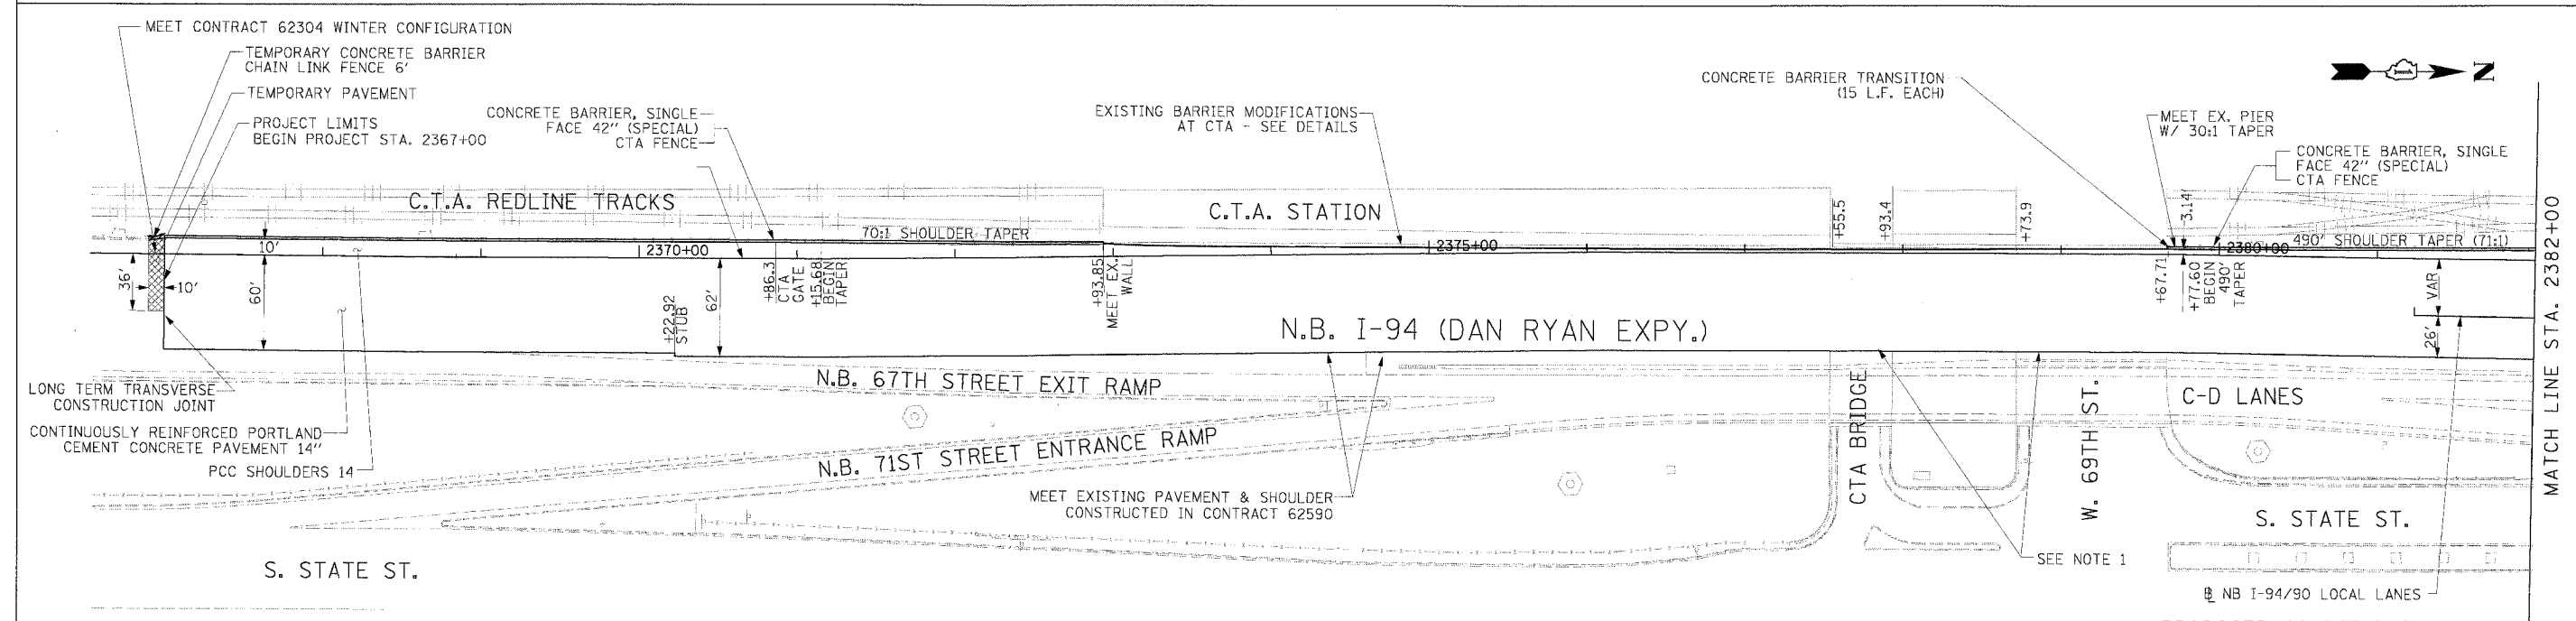 MEET CONTRACT 62304 WINTER CONFIGURATION
TEMPORARY CONCRETE BARRIER
CHAIN LINK FENCE 6'
TEMPORARY PAVEMENT
PROJECT LIMITS
BEGIN PROJECT STA. 2367+00
CONCRETE BARRIER, SINGLE
FACE 42" (SPECIAL)
CTA FENCE
EXISTING BARRIER MODIFICATIONS
AT CTA - SEE DETAILS
CONCRETE BARRIER TRANSITION
(15 L.F. EACH)
N
MEET EX. PIER
W/ 30:1 TAPER
CONCRETE BARRIER, SINGLE
FACE 42" (SPECIAL)
CTA FENCE
C.T.A. REDLINE TRACKS
C.T.A. STATION
+55.5
+93.4
+73.9
3.14'
70:1 SHOULDER TAPER
490' SHOULDER TAPER (71:1)
10'
2370+00
2375+00
2380+00
36'
10'
60'
+22.92
STUB
62'
+86.3
CTA
GATE
+15.68
BEGIN
TAPER
+93.85
MEET EX.
WALL
+67.71
+77.60
BEGIN
490'
TAPER
VAR
26'
MATCH LINE STA. 2382+00
N.B. I-94 (DAN RYAN EXPY.)
N.B. 67TH STREET EXIT RAMP
N.B. 71ST STREET ENTRANCE RAMP
CTA BRIDGE
W. 69TH ST.
C-D LANES
LONG TERM TRANSVERSE
CONSTRUCTION JOINT
CONTINUOUSLY REINFORCED PORTLAND
CEMENT CONCRETE PAVEMENT 14"
PCC SHOULDERS 14
MEET EXISTING PAVEMENT & SHOULDER
CONSTRUCTED IN CONTRACT 62590
S. STATE ST.
S. STATE ST.
SEE NOTE 1
NB I-94/90 LOCAL LANES